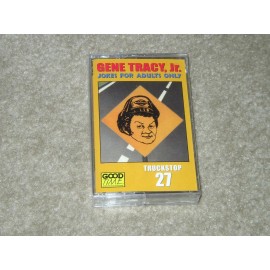 GENE TRACY, Jr.
JOKES FOR ADULTS ONLY
TRUCKSTOP
27
GOOD
TIME